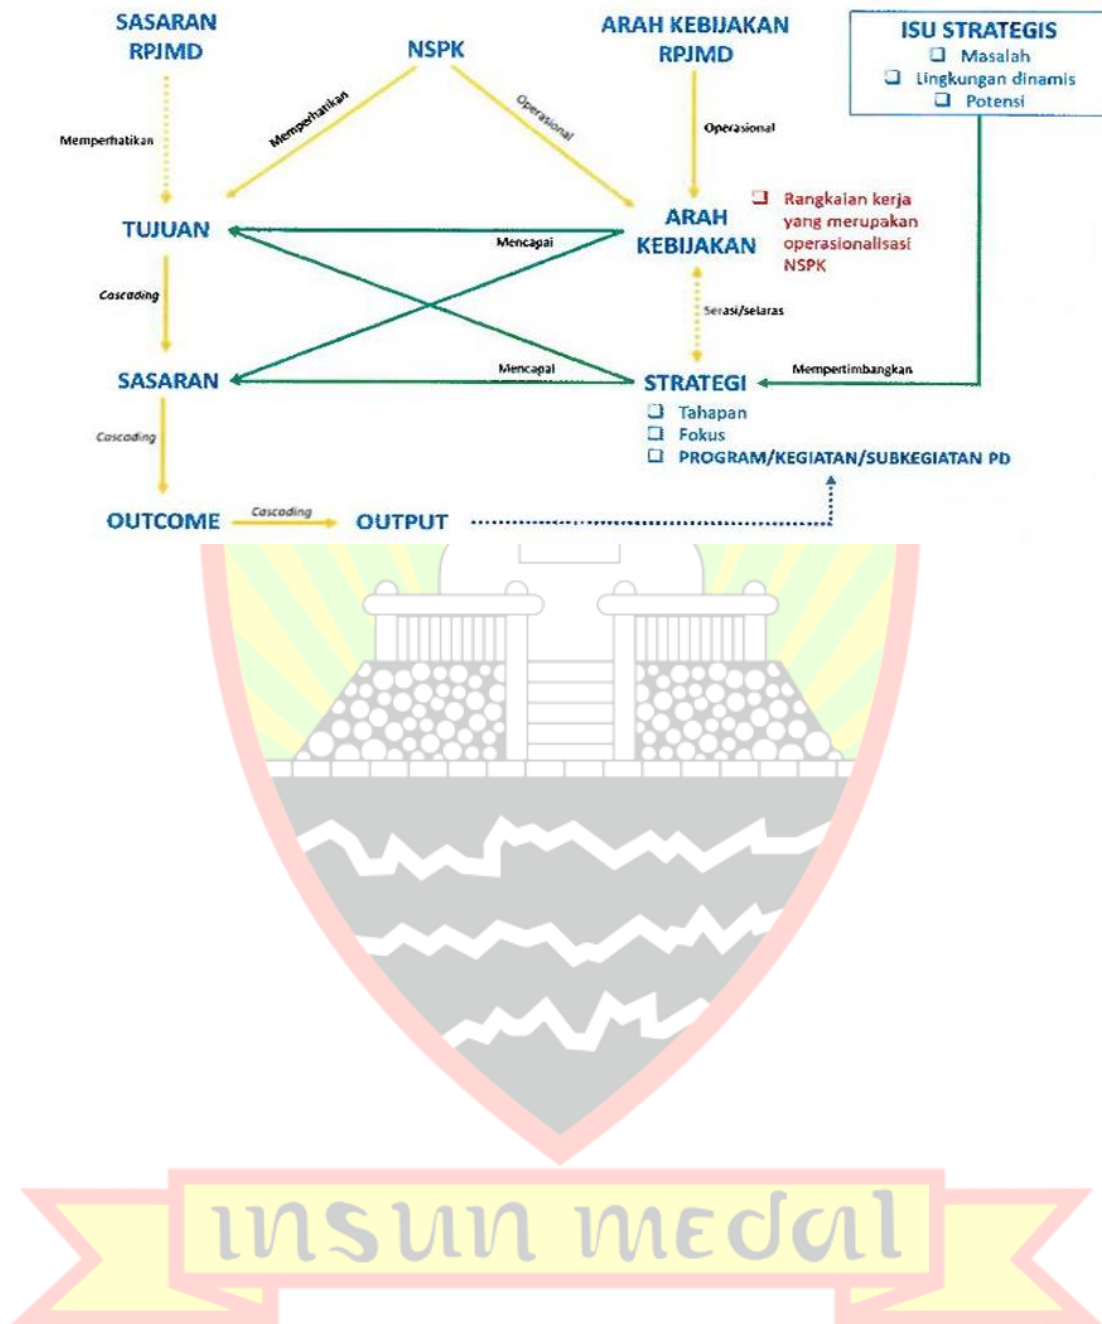 SASARAN
RPJMD
NSPK
ARAH KEBIJAKAN
RPJMD
ISU STRATEGIS
Masalah
Lingkungan dinamis
Potensi
Memperhatikan
Memperhatikan
Operasional
Operasional
TUJUAN
Mencapai
ARAH
KEBIJAKAN
Rangkaian kerja
yang merupakan
operasionalisasi
NSPK
Cascading
Serasi/selaras
SASARAN
Mencapai
STRATEGI
Mempertimbangkan
Tahapan
Fokus
PROGRAM/KEGIATAN/SUBKEGIATAN PD
Cascading
OUTCOME
Cascading
OUTPUT
insun medal